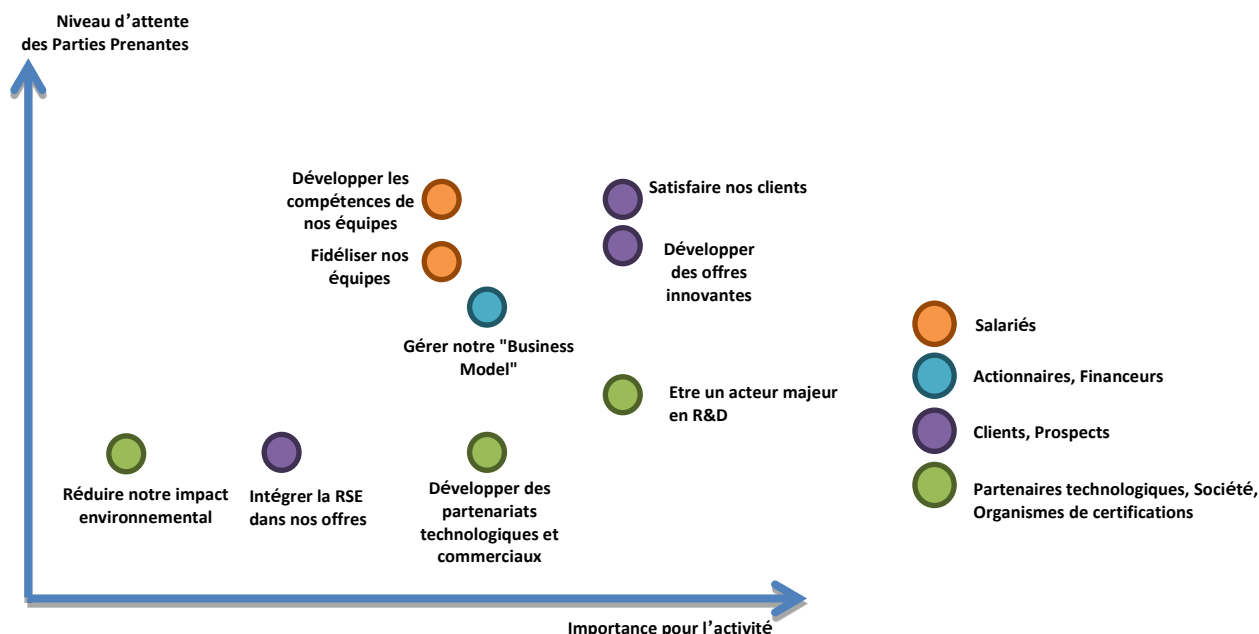 Niveau d'attente
des Parties Prenantes
Développer les
compétences de
nos équipes
Satisfaire nos clients
Fidéliser nos
équipes
Développer
des offres
innovantes
Gérer notre "Business
Model"
Etre un acteur majeur
en R&D
Réduire notre impact
environnemental
Intégrer la RSE
dans nos offres
Développer des
partenariats
technologiques et
commerciaux
Importance pour l'activité
Salariés
Actionnaires, Financeurs
Clients, Prospects
Partenaires technologiques, Société,
Organismes de certifications